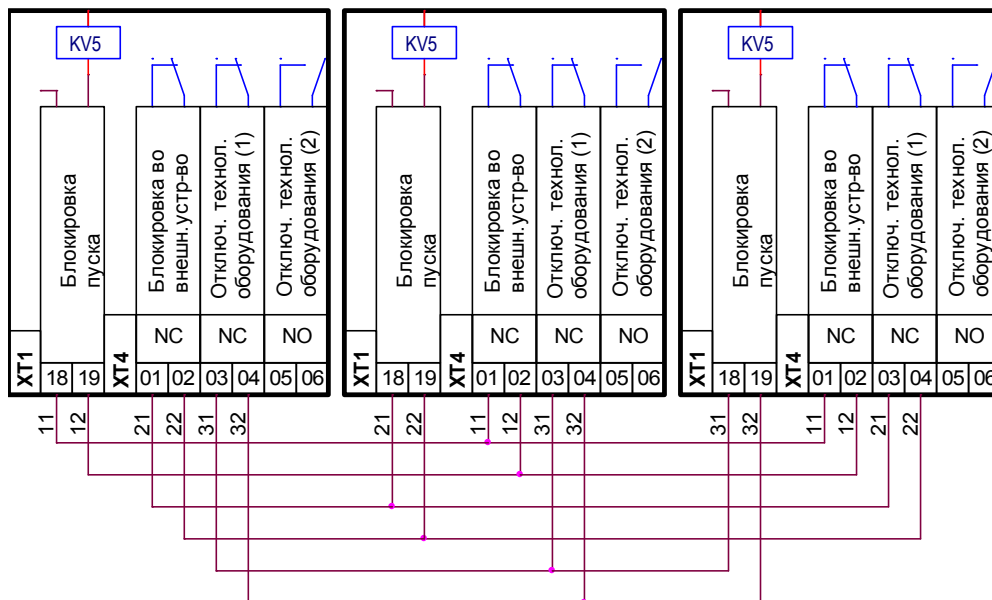 KV5
KV5
KV5
Блокировка
пуска
Блокировка во
внешн.устр-во
Отключ. технол.
оборудования (1)
Отключ. технол.
оборудования (2)
Блокировка
пуска
Блокировка во
внешн.устр-во
Отключ. технол.
оборудования (1)
Отключ. технол.
оборудования (2)
Блокировка
пуска
Блокировка во
внешн.устр-во
Отключ. технол.
оборудования (1)
Отключ. технол.
оборудования (2)
NC NC NO NC NC NO NC NC NO
XT1 18 19 XT4 01 02 03 04 05 06 XT1 18 19 XT4 01 02 03 04 05 06 XT1 18 19 XT4 01 02 03 04 05 06
11 12 21 22 31 32 21 22 11 12 31 32 31 32 11 12 21 22